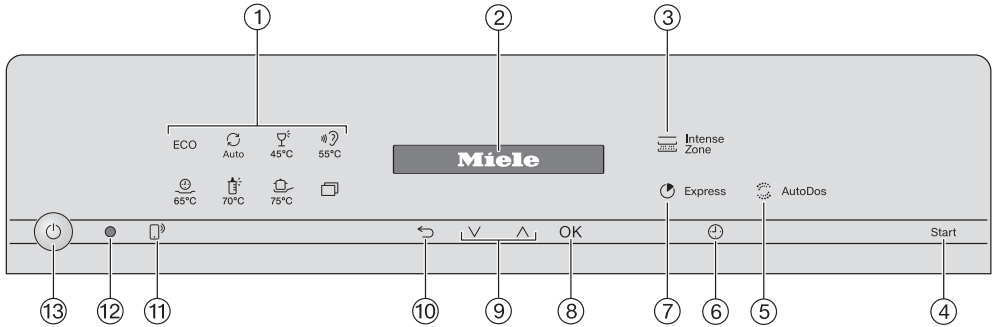 1 2 3
ECO Auto 45°C 55°C
65°C 70°C 75°C
Miele
Intense
Zone
Express AutoDos
OK Start
13 12 11 10 9 8 7 6 5 4